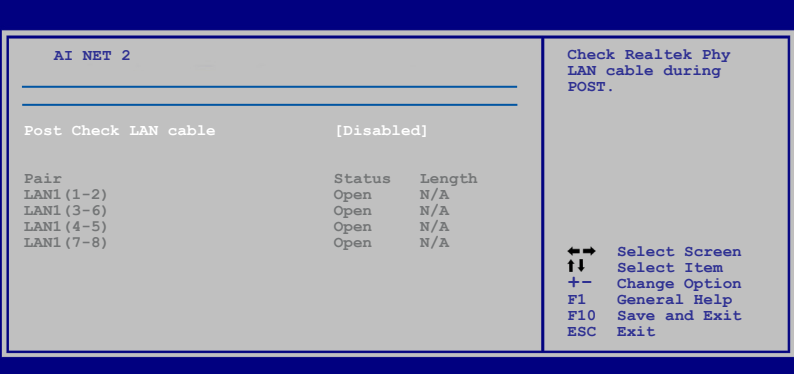 AI NET 2
Post Check LAN cable [Disabled]
Pair Status Length
LAN1(1-2) Open N/A
LAN1(3-6) Open N/A
LAN1(4-5) Open N/A
LAN1(7-8) Open N/A
Check Realtek Phy
LAN cable during
POST.
←→ Select Screen
↑↓ Select Item
+- Change Option
F1 General Help
F10 Save and Exit
ESC Exit